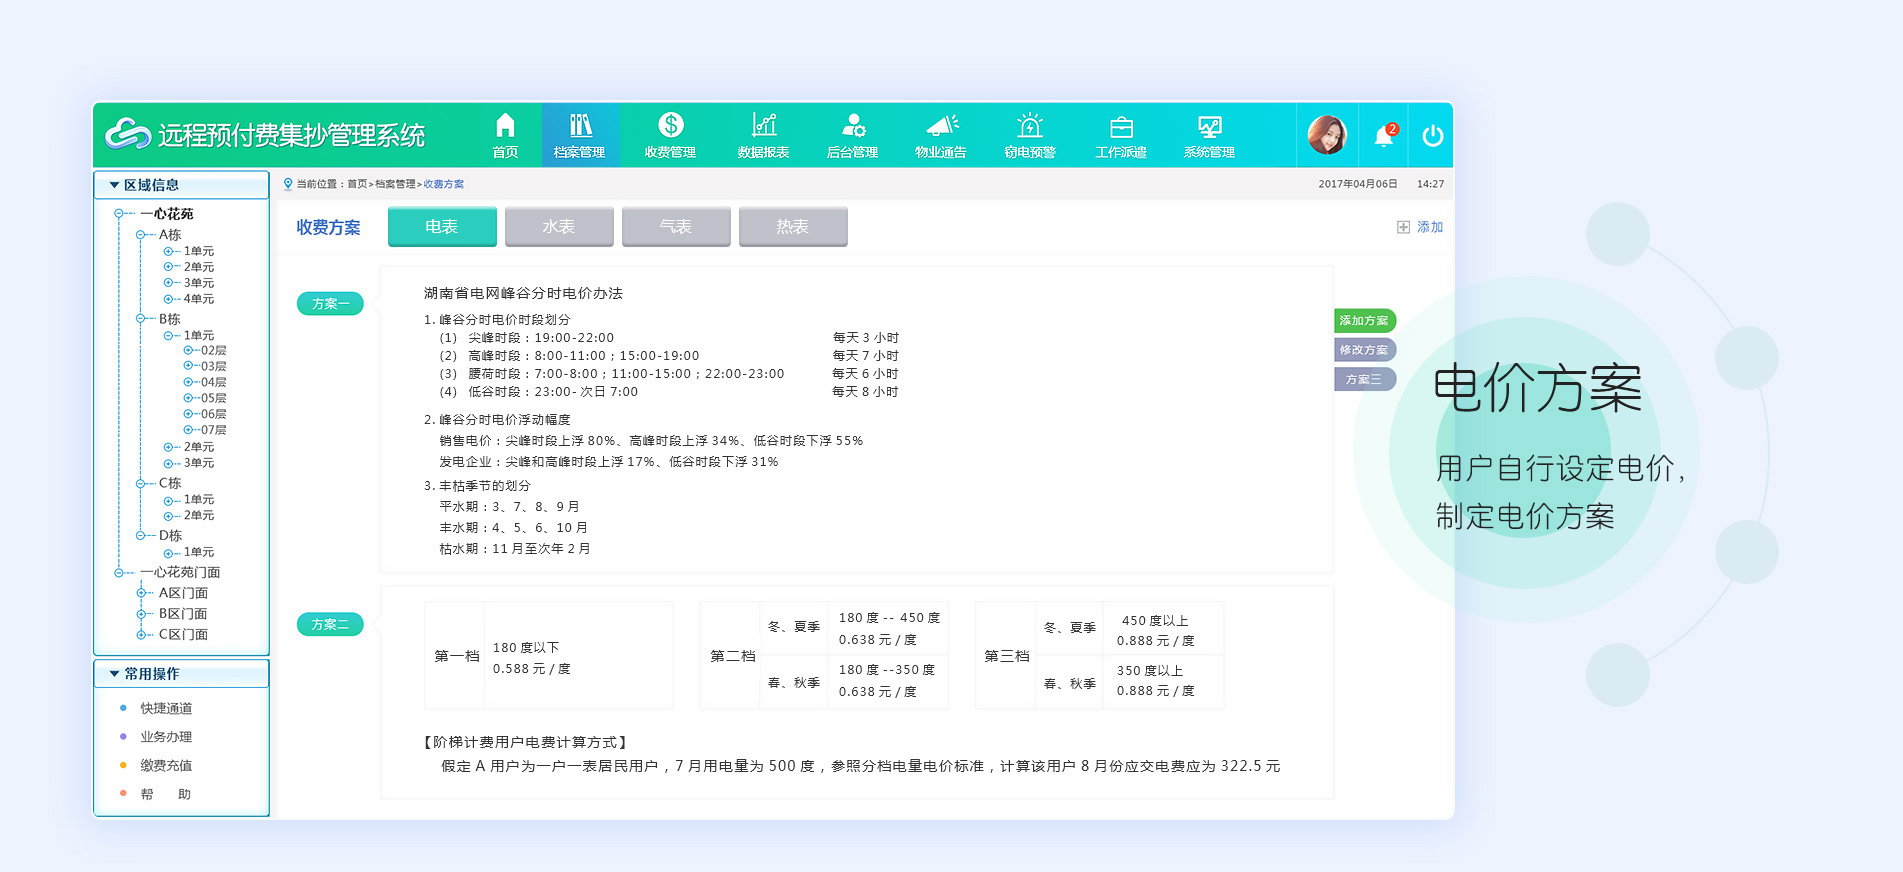 远程预付费集抄管理系统
首页
档案管理
收费管理
数据报表
后台管理
物业通告
窃电预警
工作派遣
系统管理
2
区域信息
一心花苑
A栋
1单元
2单元
3单元
4单元
B栋
1单元
02层
03层
04层
05层
06层
07层
2单元
3单元
C栋
1单元
2单元
D栋
1单元
一心花苑门面
A区门面
B区门面
C区门面
常用操作
快捷通道
业务办理
缴费充值
帮 助
当前位置：首页>档案管理>收费方案
2017年04月06日 14:27
收费方案
电表
水表
气表
热表
添加
方案一
湖南省电网峰谷分时电价办法
1. 峰谷分时电价时段划分
(1) 尖峰时段：19:00-22:00 每天 3 小时
(2) 高峰时段：8:00-11:00；15:00-19:00 每天 7 小时
(3) 腰荷时段：7:00-8:00；11:00-15:00；22:00-23:00 每天 6 小时
(4) 低谷时段：23:00- 次日 7:00 每天 8 小时
2. 峰谷分时电价浮动幅度
销售电价：尖峰时段上浮 80%、高峰时段上浮 34%、低谷时段下浮 55%
发电企业：尖峰和高峰时段上浮 17%、低谷时段下浮 31%
3. 丰枯季节的划分
平水期：3、7、8、9 月
丰水期：4、5、6、10 月
枯水期：11 月至次年 2 月
添加方案
修改方案
方案三
方案二
第一档
180 度以下
0.588 元 / 度
第二档
冬、夏季
180 度 -- 450 度
0.638 元 / 度
春、秋季
180 度 --350 度
0.638 元 / 度
第三档
冬、夏季
450 度以上
0.888 元 / 度
春、秋季
350 度以上
0.888 元 / 度
【阶梯计费用户电费计算方式】
假定 A 用户为一户一表居民用户，7 月用电量为 500 度，参照分档电量电价标准，计算该用户 8 月份应交电费应为 322.5 元
电价方案
用户自行设定电价，
制定电价方案